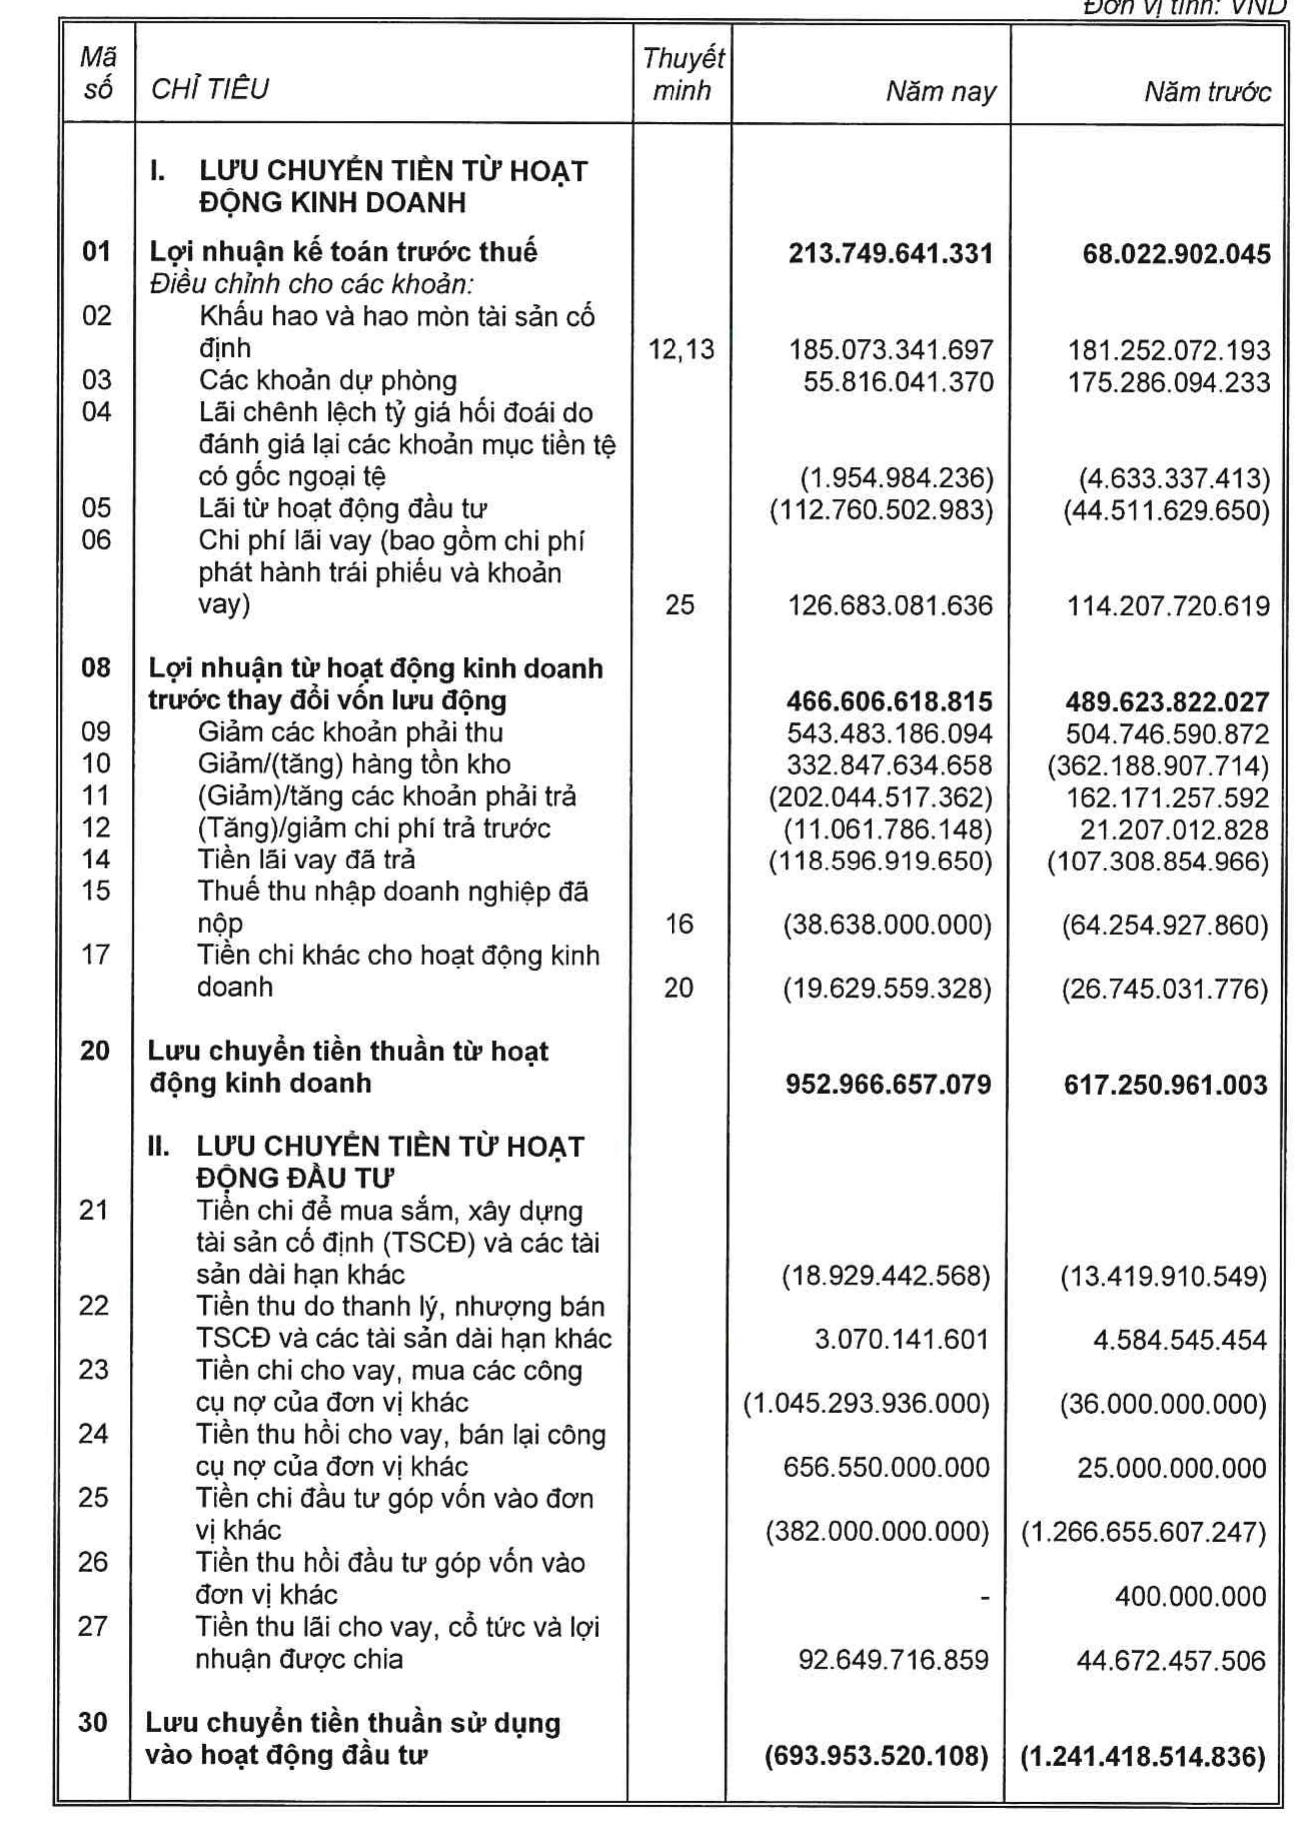 Đơn vị tính: VND
Mã số CHỈ TIÊU Thuyết minh Năm nay Năm trước
I. LƯU CHUYỂN TIỀN TỪ HOẠT
ĐỘNG KINH DOANH
01 Lợi nhuận kế toán trước thuế 213.749.641.331 68.022.902.045
Điều chỉnh cho các khoản:
02 Khấu hao và hao mòn tài sản cố
định 12,13 185.073.341.697 181.252.072.193
03 Các khoản dự phòng 55.816.041.370 175.286.094.233
04 Lãi chênh lệch tỷ giá hối đoái do
đánh giá lại các khoản mục tiền tệ
có gốc ngoại tệ (1.954.984.236) (4.633.337.413)
05 Lãi từ hoạt động đầu tư (112.760.502.983) (44.511.629.650)
06 Chi phí lãi vay (bao gồm chi phí
phát hành trái phiếu và khoản
vay) 25 126.683.081.636 114.207.720.619
08 Lợi nhuận từ hoạt động kinh doanh
trước thay đổi vốn lưu động 466.606.618.815 489.623.822.027
09 Giảm các khoản phải thu 543.483.186.094 504.746.590.872
10 Giảm/(tăng) hàng tồn kho 332.847.634.658 (362.188.907.714)
11 (Giảm)/tăng các khoản phải trả (202.044.517.362) 162.171.257.592
12 (Tăng)/giảm chi phí trả trước (11.061.786.148) 21.207.012.828
14 Tiền lãi vay đã trả (118.596.919.650) (107.308.854.966)
15 Thuế thu nhập doanh nghiệp đã
nộp 16 (38.638.000.000) (64.254.927.860)
17 Tiền chi khác cho hoạt động kinh
doanh 20 (19.629.559.328) (26.745.031.776)
20 Lưu chuyển tiền thuần từ hoạt
động kinh doanh 952.966.657.079 617.250.961.003
II. LƯU CHUYỂN TIỀN TỪ HOẠT
ĐỘNG ĐẦU TƯ
21 Tiền chi để mua sắm, xây dựng
tài sản cố định (TSCĐ) và các tài
sản dài hạn khác (18.929.442.568) (13.419.910.549)
22 Tiền thu do thanh lý, nhượng bán
TSCĐ và các tài sản dài hạn khác 3.070.141.601 4.584.545.454
23 Tiền chi cho vay, mua các công
cụ nợ của đơn vị khác (1.045.293.936.000) (36.000.000.000)
24 Tiền thu hồi cho vay, bán lại công
cụ nợ của đơn vị khác 656.550.000.000 25.000.000.000
25 Tiền chi đầu tư góp vốn vào đơn
vị khác (382.000.000.000) (1.266.655.607.247)
26 Tiền thu hồi đầu tư góp vốn vào
đơn vị khác - 400.000.000
27 Tiền thu lãi cho vay, cổ tức và lợi
nhuận được chia 92.649.716.859 44.672.457.506
30 Lưu chuyển tiền thuần sử dụng
vào hoạt động đầu tư (693.953.520.108) (1.241.418.514.836)